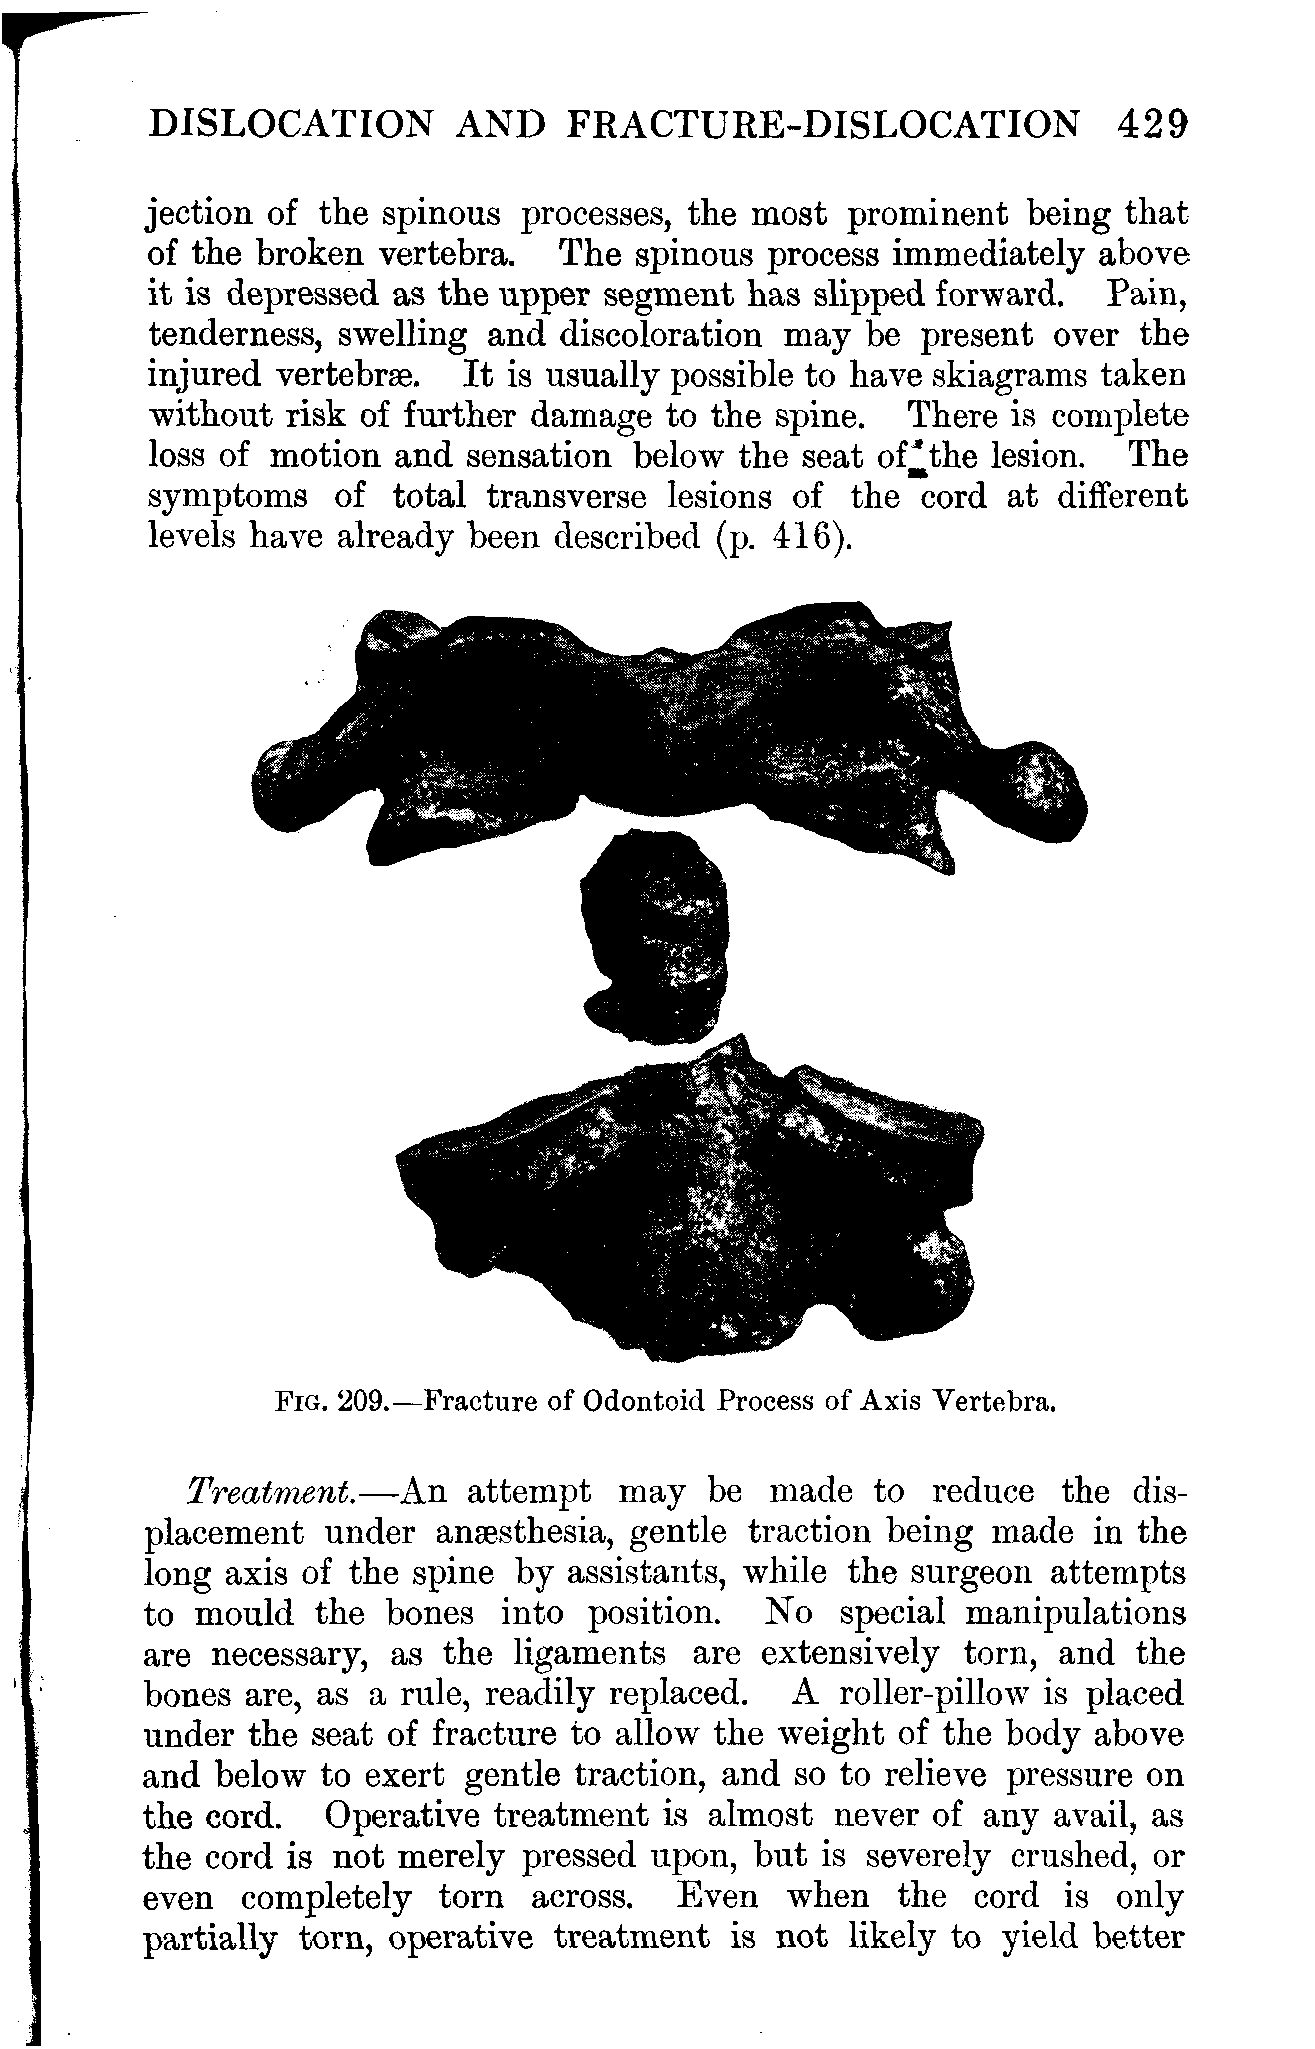 DISLOCATION AND FRACTURE-DISLOCATION 429
jection of the spinous processes, the most prominent being that
of the broken vertebra. The spinous process immediately above
it is depressed as the upper segment has slipped forward. Pain,
tenderness, swelling and discoloration may be present over the
injured vertebræ. It is usually possible to have skiagrams taken
without risk of further damage to the spine. There is complete
loss of motion and sensation below the seat of the lesion. The
symptoms of total transverse lesions of the cord at different
levels have already been described (p. 416).
FIG. 209.—Fracture of Odontoid Process of Axis Vertebra.
Treatment.—An attempt may be made to reduce the dis-
placement under anæsthesia, gentle traction being made in the
long axis of the spine by assistants, while the surgeon attempts
to mould the bones into position. No special manipulations
are necessary, as the ligaments are extensively torn, and the
bones are, as a rule, readily replaced. A roller-pillow is placed
under the seat of fracture to allow the weight of the body above
and below to exert gentle traction, and so to relieve pressure on
the cord. Operative treatment is almost never of any avail, as
the cord is not merely pressed upon, but is severely crushed, or
even completely torn across. Even when the cord is only
partially torn, operative treatment is not likely to yield better